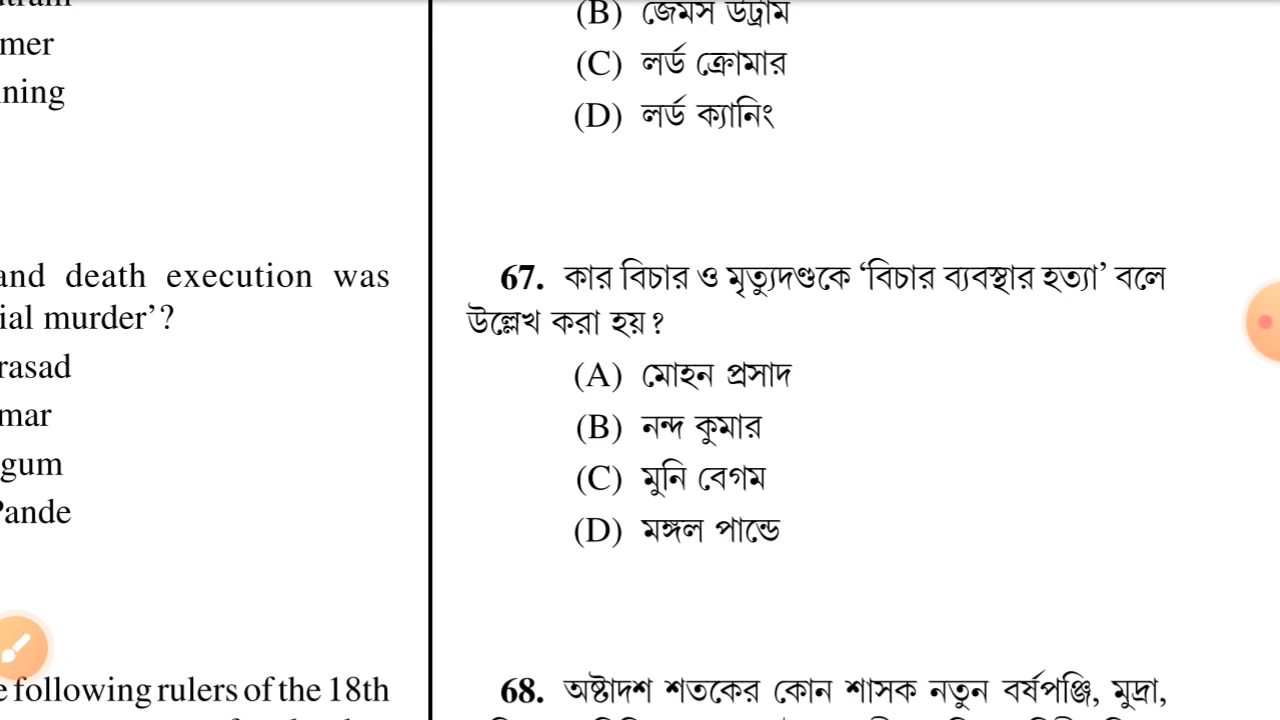 mer
ning
and death execution was
ial murder’?
rasad
mar
gum
Pande
e following rulers of the 18th
(B) জেমস উট্রাম
(C) লর্ড ক্রোমার
(D) লর্ড ক্যানিং
67. কার বিচার ও মৃত্যুদণ্ডকে ‘বিচার ব্যবস্থার হত্যা’ বলে
উল্লেখ করা হয়?
(A) মোহন প্রসাদ
(B) নন্দ কুমার
(C) মুনি বেগম
(D) মঙ্গল পান্ডে
68. অষ্টাদশ শতকের কোন শাসক নতুন বর্ষপঞ্জি, মুদ্রা,